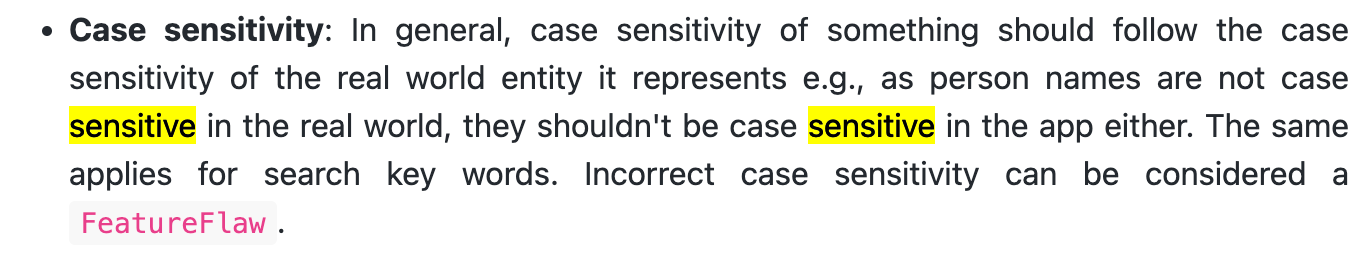 • Case sensitivity: In general, case sensitivity of something should follow the case
sensitivity of the real world entity it represents e.g., as person names are not case
sensitive in the real world, they shouldn't be case sensitive in the app either. The same
applies for search key words. Incorrect case sensitivity can be considered a
FeatureFlaw.